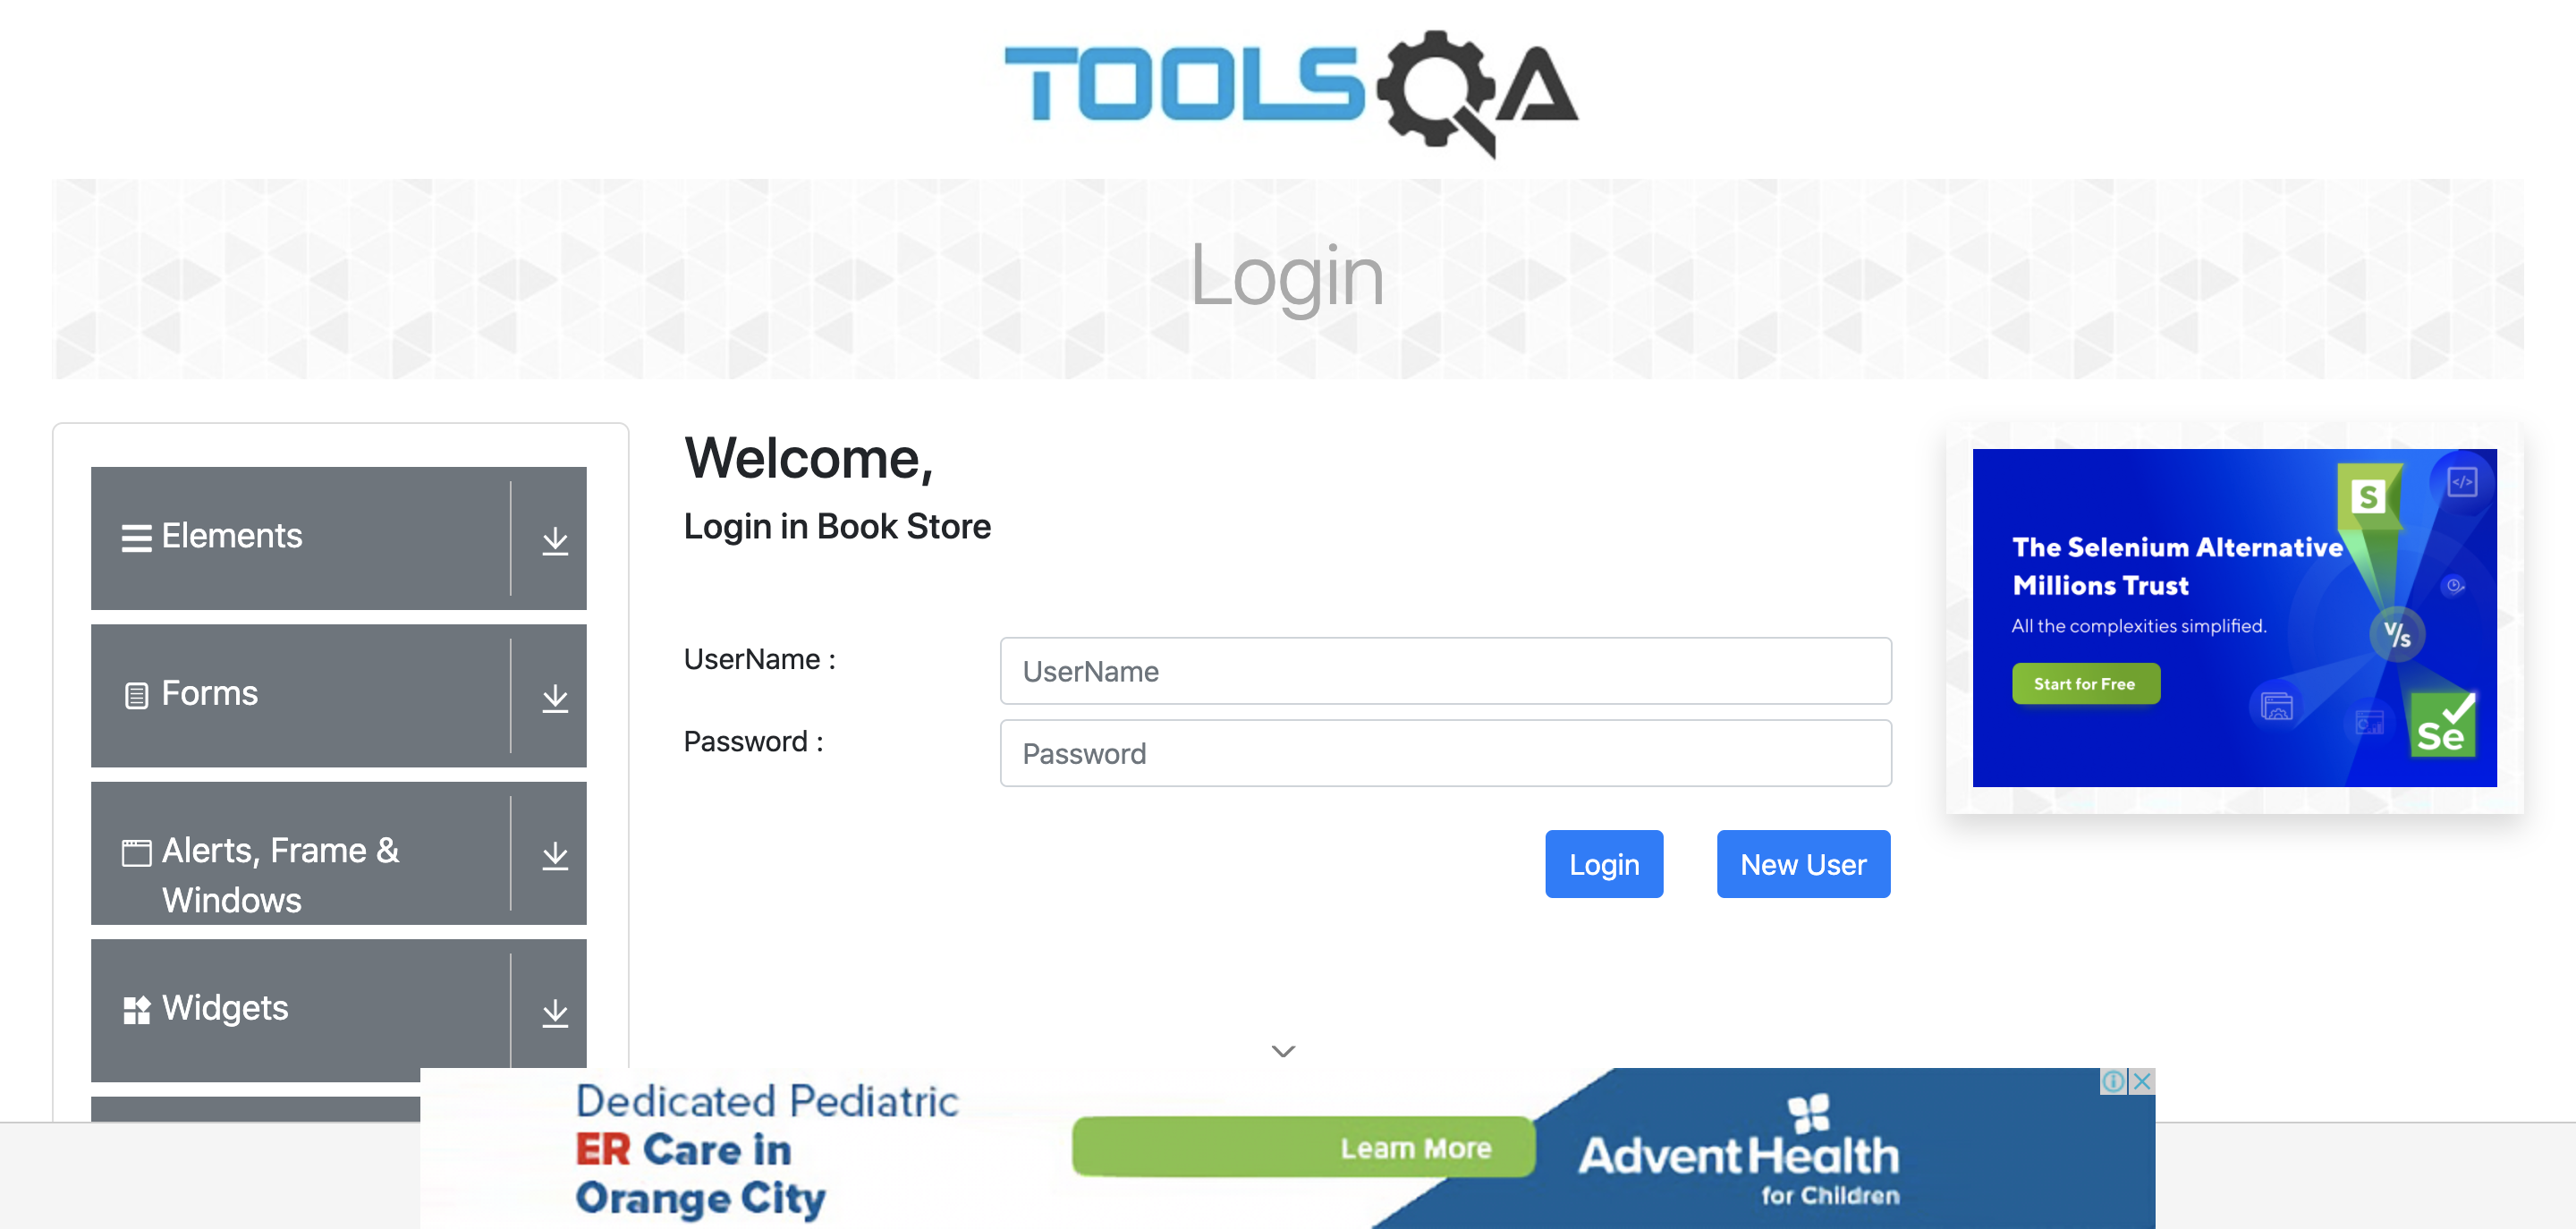 TOOLSQA
Login
Elements
Forms
Alerts, Frame &
Windows
Widgets
Welcome,
Login in Book Store
UserName :
UserName
Password :
Password
Login
New User
The Selenium Alternative
Millions Trust
All the complexities simplified.
Start for Free
S
</>
V/s
Se
Dedicated Pediatric
ER Care in
Orange City
Learn More
AdventHealth
for Children